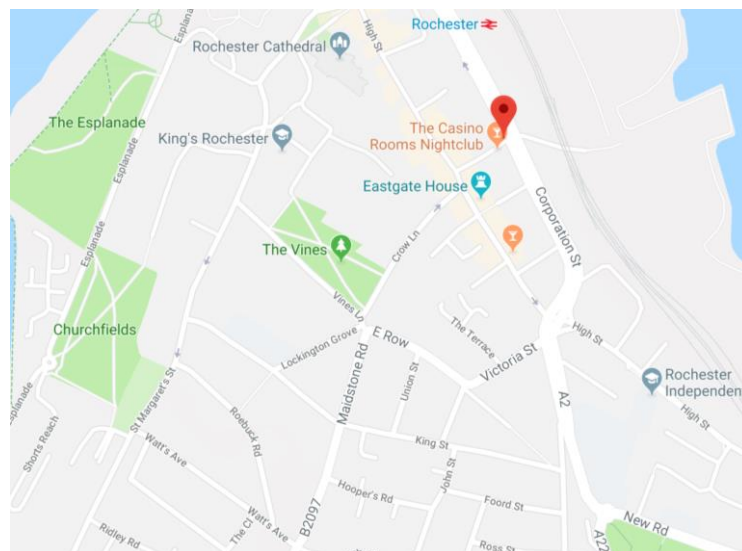 Rochester
High St
Esplanade
Rochester Cathedral
The Esplanade
The Casino
Rooms Nightclub
King's Rochester
Esplanade
Eastgate House
Corporation St
Esplanade
Crow Ln
The Vines
Vines Ln
Churchfields
E Row
The Terrace
High St
Lockington Grove
Victoria St
Maidstone Rd
Union St
A2
Rochester
Independen
St Margaret's St
Esplanade
Roebuck Rd
High St
Shorts Reach
Watt's Ave
King St
John St
Hooper's Rd
Foord St
New Rd
Watt's Ave
The Cl
B2097
Ridley Rd
Ross St
A22